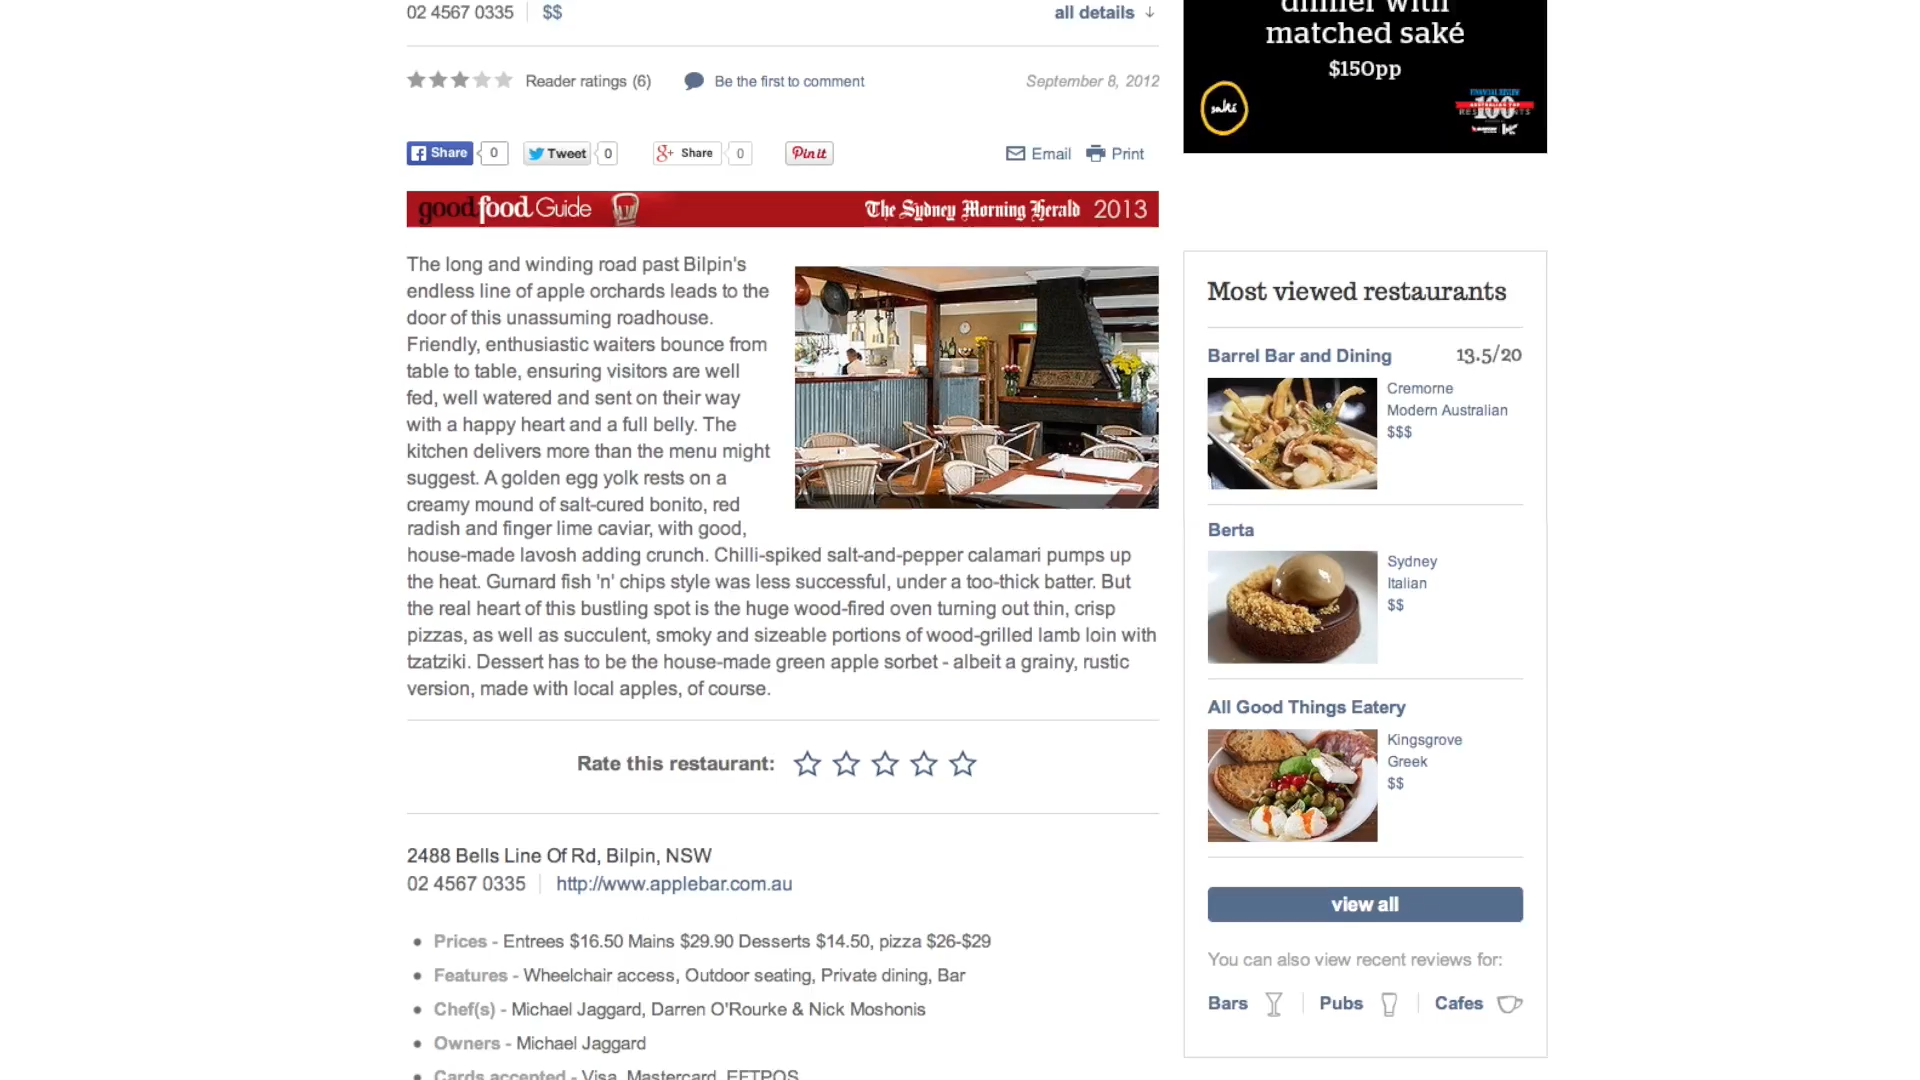 02 4567 0335 $$
all details ↓
Reader ratings (6)
Be the first to comment
September 8, 2012
Share 0
Tweet 0
Share 0
Pin it
Email
Print
goodfood Guide
The Sydney Morning Herald 2013
The long and winding road past Bilpin's
endless line of apple orchards leads to the
door of this unassuming roadhouse.
Friendly, enthusiastic waiters bounce from
table to table, ensuring visitors are well
fed, well watered and sent on their way
with a happy heart and a full belly. The
kitchen delivers more than the menu might
suggest. A golden egg yolk rests on a
creamy mound of salt-cured bonito, red
radish and finger lime caviar, with good,
house-made lavosh adding crunch. Chilli-spiked salt-and-pepper calamari pumps up
the heat. Gurnard fish 'n' chips style was less successful, under a too-thick batter. But
the real heart of this bustling spot is the huge wood-fired oven turning out thin, crisp
pizzas, as well as succulent, smoky and sizeable portions of wood-grilled lamb loin with
tzatziki. Dessert has to be the house-made green apple sorbet - albeit a grainy, rustic
version, made with local apples, of course.
Rate this restaurant:
2488 Bells Line Of Rd, Bilpin, NSW
02 4567 0335
http://www.applebar.com.au
• Prices - Entrees $16.50 Mains $29.90 Desserts $14.50, pizza $26-$29
• Features - Wheelchair access, Outdoor seating, Private dining, Bar
• Chef(s) - Michael Jaggard, Darren O'Rourke & Nick Moshonis
• Owners - Michael Jaggard
• Cards accepted - Visa, Mastercard, EFTPOS
dinner with
matched saké
$150pp
saké
FINANCIAL REVIEW
AUSTRALIA'S TOP
100
RESTAURANTS
Most viewed restaurants
Barrel Bar and Dining 13.5/20
Cremorne
Modern Australian
$$$
Berta
Sydney
Italian
$$
All Good Things Eatery
Kingsgrove
Greek
$$
view all
You can also view recent reviews for:
Bars
Pubs
Cafes